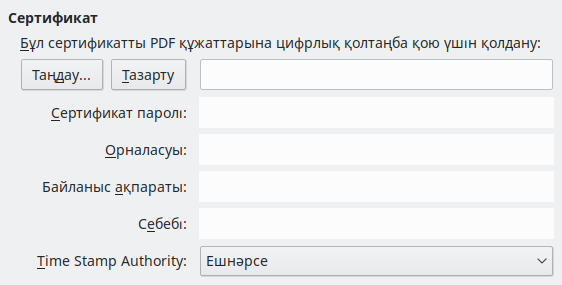 Сертификат
Бұл сертификатты PDF құжаттарына цифрлық қолтаңба қою үшін қолдану:
Таңдау... Тазарту
Сертификат паролі:
Орналасуы:
Байланыс ақпараты:
Себебі:
Time Stamp Authority: Ешнәрсе